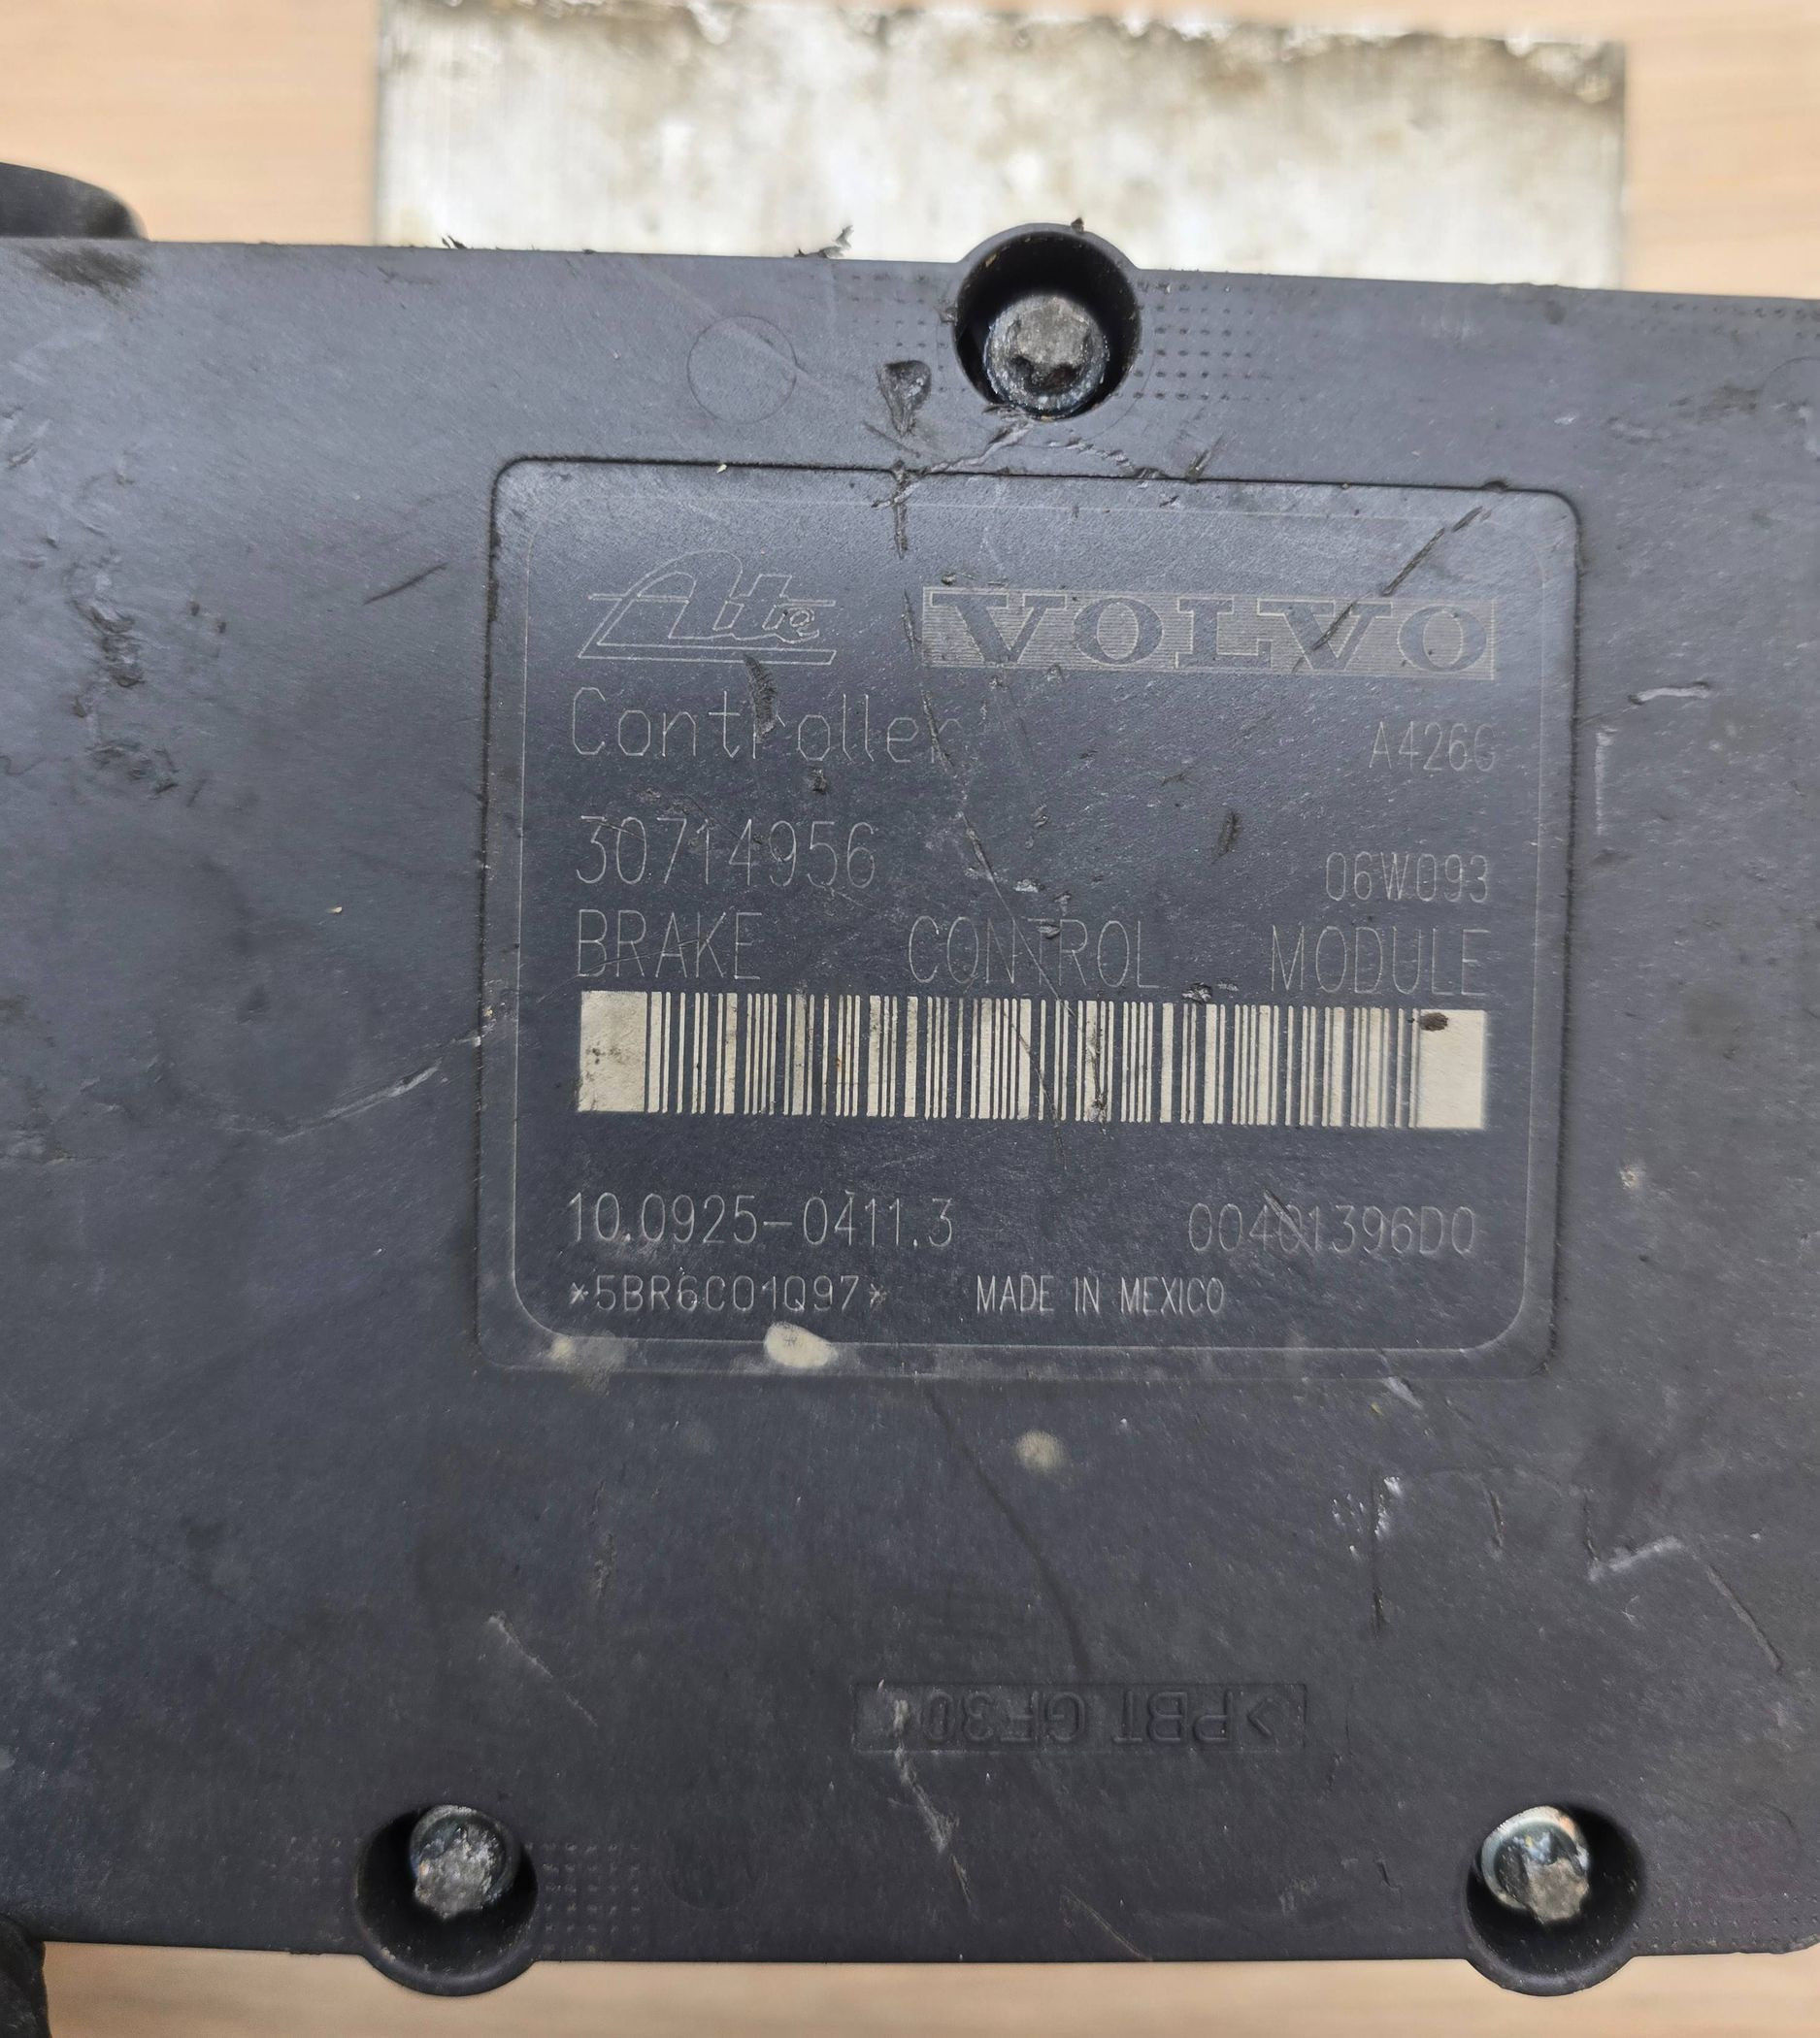 Ate VOLVO
Controller A426G
30714956 06W093
BRAKE CONTROL MODULE
10.0925-0411.3 00401396D0
*5BR6C01Q97* MADE IN MEXICO
>PBT GF30